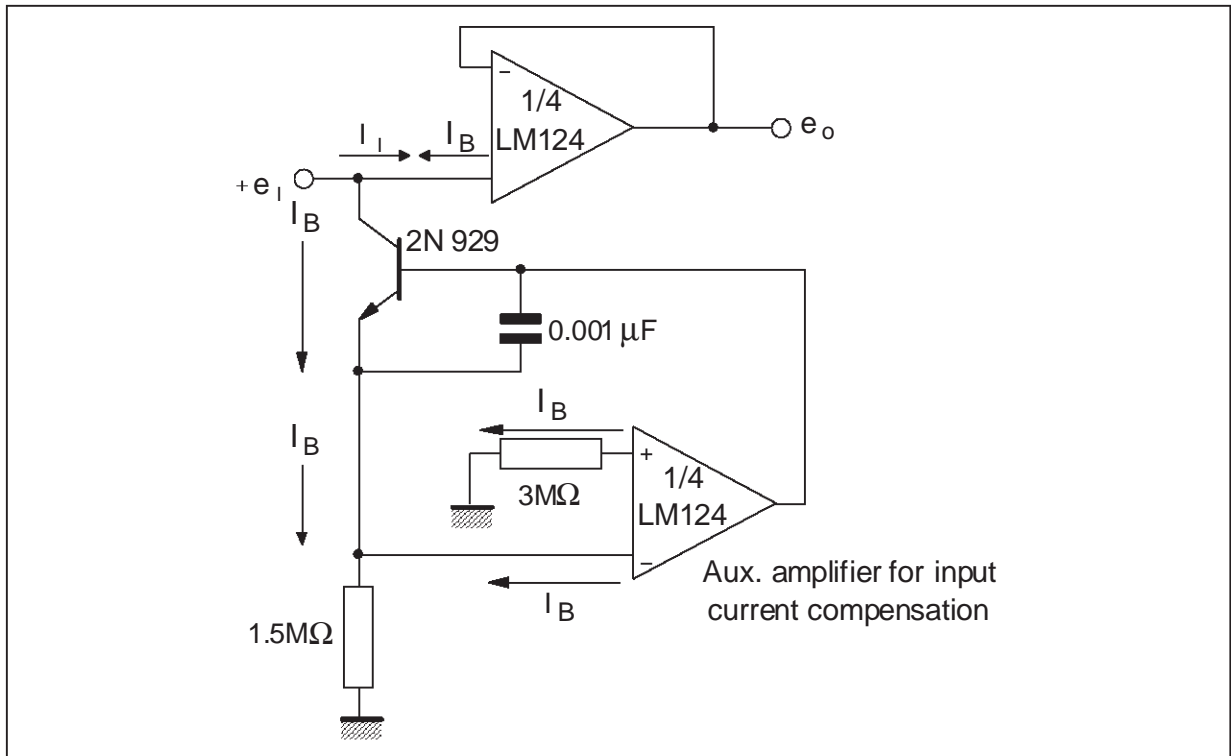 −
1/4
LM124
e o
I I
I B
+e I
I B
2N 929
0.001 µF
I B
I B
+
3MΩ
1/4
LM124
−
I B
1.5MΩ
Aux. amplifier for input
current compensation